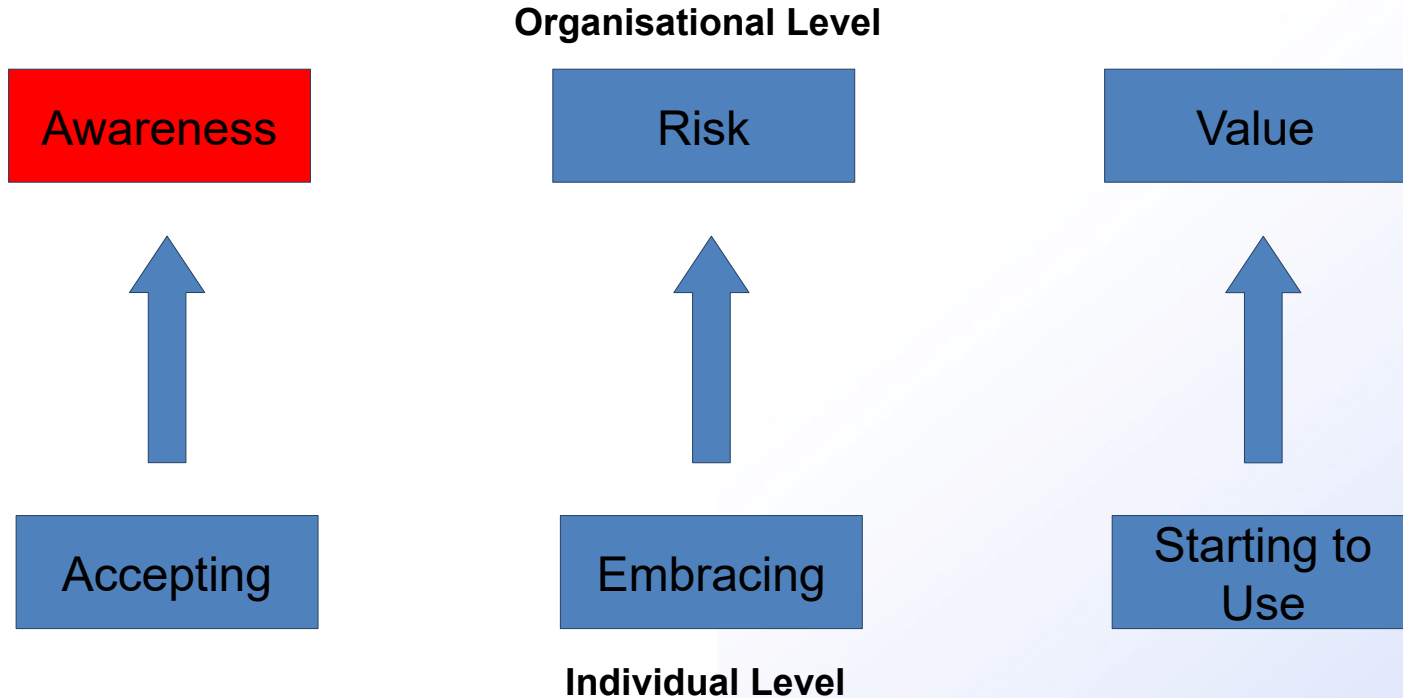 Organisational Level
Awareness
Risk
Value
Accepting
Embracing
Starting to
Use
Individual Level